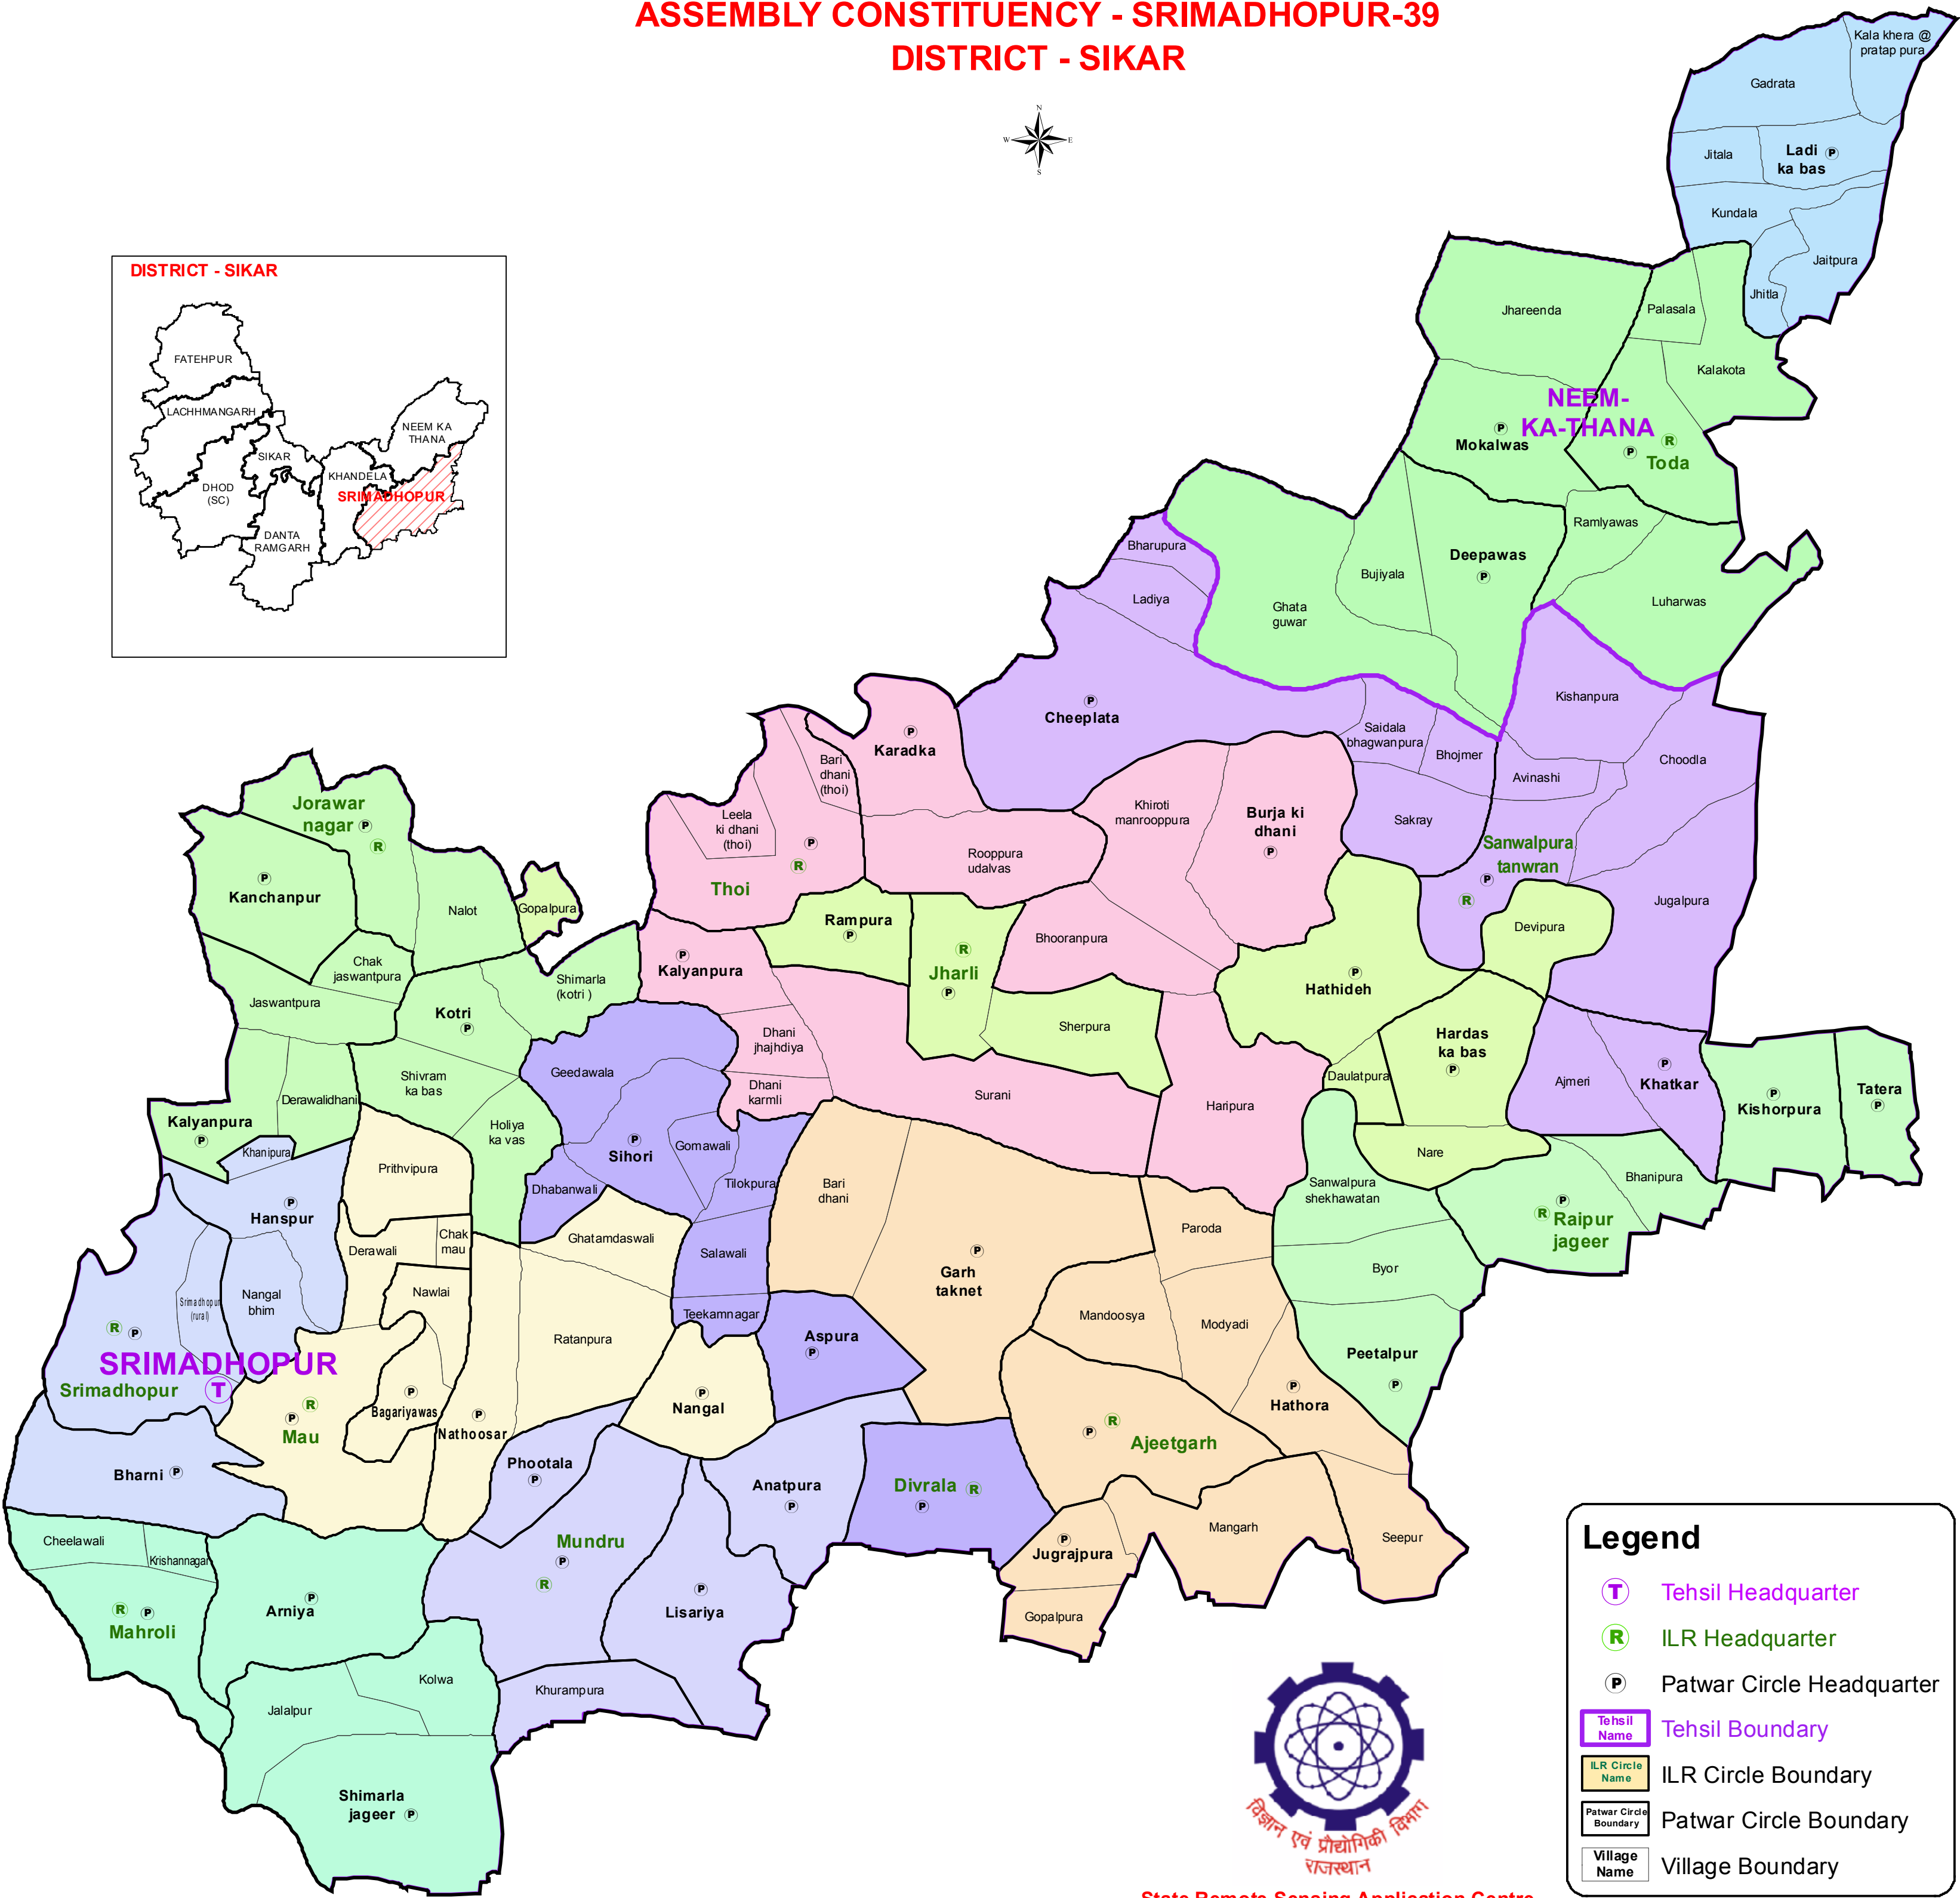 ASSEMBLY CONSTITUENCY - SRIMADHOPUR-39
DISTRICT - SIKAR
N
W
E
S
DISTRICT - SIKAR
FATEHPUR
LACHHMANGARH
NEEM KA
THANA
SIKAR
KHANDELA
DHOD
(SC)
SRIMADHOPUR
DANTA
RAMGARH
Kala khera @
pratap pura
Gadrata
Jitala
Ladi
ka bas
P
Kundala
Jaitpura
Jhitla
Jhareenda
Palasala
Kalakota
NEEM-
KA-THANA
P
Mokalwas
R
P
Toda
Ramlyawas
Deepawas
P
Bujiyala
Luharwas
Ghata
guwar
Bharupura
Ladiya
P
Cheeplata
Kishanpura
Saidala
bhagwanpura
Bhojmer
Choodla
Avinashi
Sakray
Sanwalpura
tanwran
P
R
Jugalpura
Devipura
P
Karadka
Bari
dhani
(thoi)
Leela
ki dhani
(thoi)
P
R
Thoi
Rooppura
udalvas
Khiroti
manrooppura
Burja ki
dhani
P
Jorawar
nagar
P
R
P
Kanchanpur
Nalot
Gopalpura
Chak
jaswantpura
Jaswantpura
Shimarla
(kotri )
Kotri
P
Rampura
P
R
Jharli
P
Bhooranpura
P
Kalyanpura
P
Hathideh
Sherpura
Hardas
ka bas
P
Dhani
jhajhdiya
Dhani
karmli
Surani
Haripura
Daulatpura
Ajmeri
P
Khatkar
P
Kishorpura
Tatera
P
Geedawala
Shivram
ka bas
Derawalidhani
Kalyanpura
P
Holiya
ka vas
Khanipura
P
Sihori
Gomawali
Tilokpura
Dhabanwali
Nare
Prithvipura
Bari
dhani
Sanwalpura
shekhawatan
Bhanipura
P
R
Raipur
jageer
P
Hanspur
Derawali
Chak
mau
Ghatamdaswali
Salawali
Paroda
P
Garh
taknet
Byor
Nawlai
Nangal
bhim
Srimadhopur
(rural)
Teekamnagar
Mandoosya
Modyadi
R
P
Ratanpura
Aspura
P
Peetalpur
P
SRIMADHOPUR
Srimadhopur
T
R
P
Mau
P
Bagariyawas
P
Nathoosar
P
Nangal
P
Hathora
R
P
Ajeetgarh
Bharni
P
Phootala
P
Anatpura
P
Divrala
R
P
Cheelawali
Krishannagar
Mundru
P
R
P
Jugrajpura
Mangarh
Seepur
Gopalpura
R
P
Mahroli
P
Arniya
P
Lisariya
Kolwa
Jalalpur
Khurampura
Shimarla
jageer
P
विज्ञान एवं प्रौद्योगिकी विभाग
राजस्थान
State Remote Sensing Application Centre
Legend
T
Tehsil Headquarter
R
ILR Headquarter
P
Patwar Circle Headquarter
Tehsil
Name
Tehsil Boundary
ILR Circle
Name
ILR Circle Boundary
Patwar Circle
Boundary
Patwar Circle Boundary
Village
Name
Village Boundary